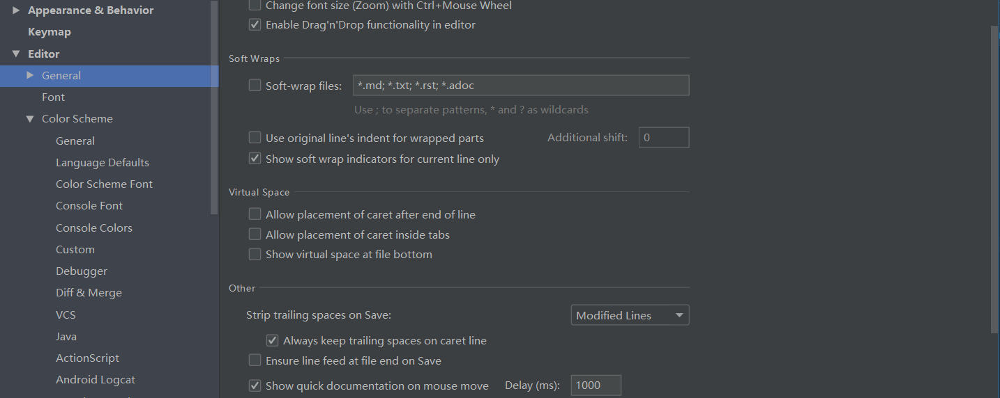 Appearance & Behavior
Keymap
Editor
General
Font
Color Scheme
General
Language Defaults
Color Scheme Font
Console Font
Console Colors
Custom
Debugger
Diff & Merge
VCS
Java
ActionScript
Android Logcat
Change font size (Zoom) with Ctrl+Mouse Wheel
Enable Drag'n'Drop functionality in editor
Soft Wraps
Soft-wrap files: *.md; *.txt; *.rst; *.adoc
Use ; to separate patterns, * and ? as wildcards
Use original line's indent for wrapped parts Additional shift: 0
Show soft wrap indicators for current line only
Virtual Space
Allow placement of caret after end of line
Allow placement of caret inside tabs
Show virtual space at file bottom
Other
Strip trailing spaces on Save: Modified Lines
Always keep trailing spaces on caret line
Ensure line feed at file end on Save
Show quick documentation on mouse move Delay (ms): 1000